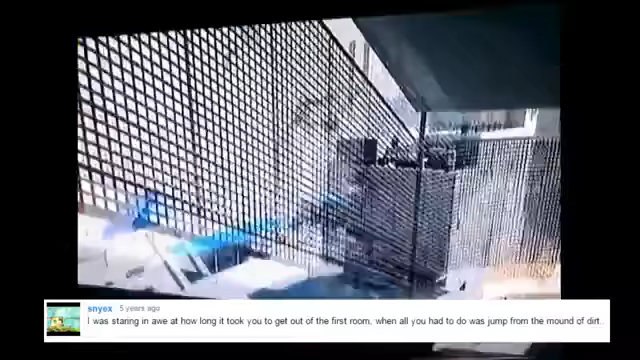 snyex 5 years ago
I was staring in awe at how long it took you to get out of the first room, when all you had to do was jump from the mound of dirt..